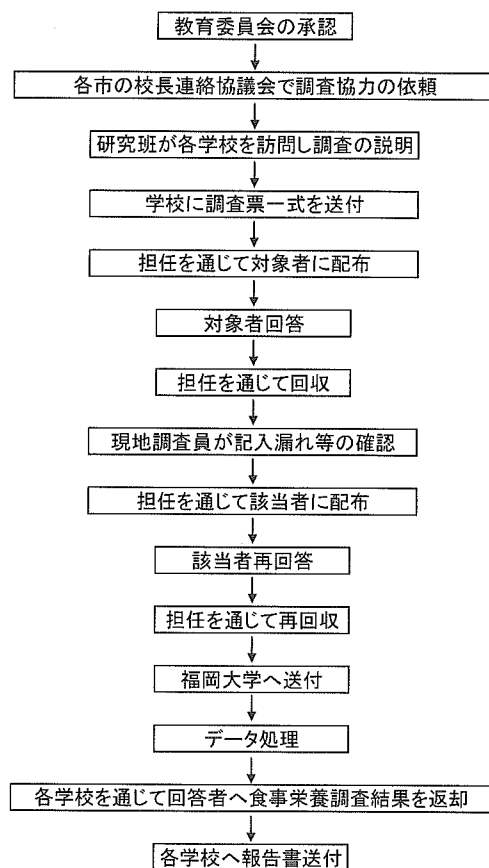 教育委員会の承認
各市の校長連絡協議会で調査協力の依頼
研究班が各学校を訪問し調査の説明
学校に調査票一式を送付
担任を通じて対象者に配布
対象者回答
担任を通じて回収
現地調査員が記入漏れ等の確認
担任を通じて該当者に配布
該当者再回答
担任を通じて再回収
福岡大学へ送付
データ処理
各学校を通じて回答者へ食事栄養調査結果を返却
各学校へ報告書送付